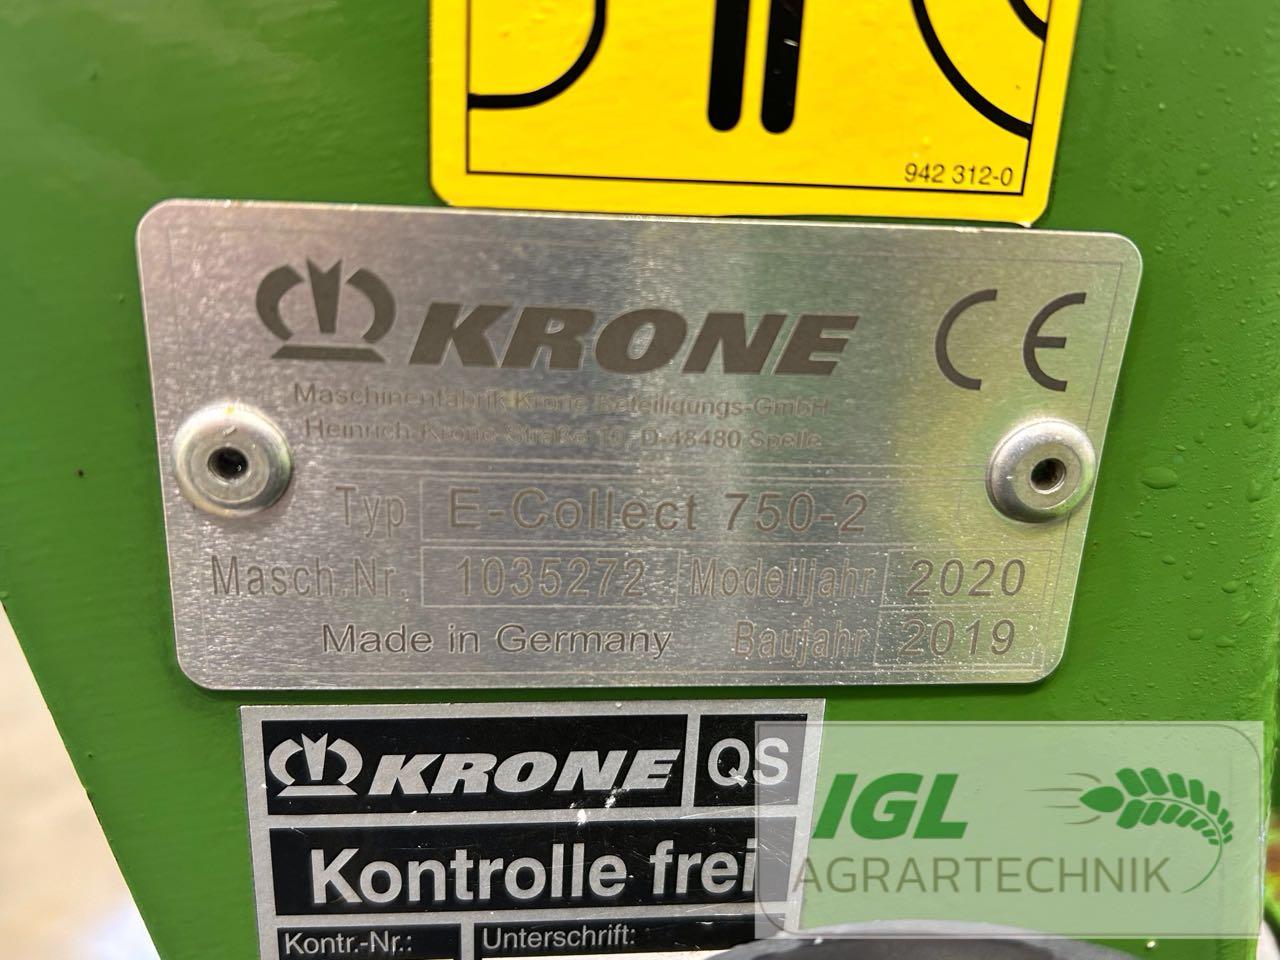 942 312-0
KRONE CE
Maschinenfabrik Krone Beteiligungs-GmbH
Heinrich-Krone-Straße 10, D-48480 Spelle
Typ E-Collect 750-2
Masch.Nr. 1035272 Modelljahr 2020
Made in Germany Baujahr 2019
KRONE QS
Kontrolle frei
Kontr.-Nr.: Unterschrift:
IGL
AGRARTECHNIK